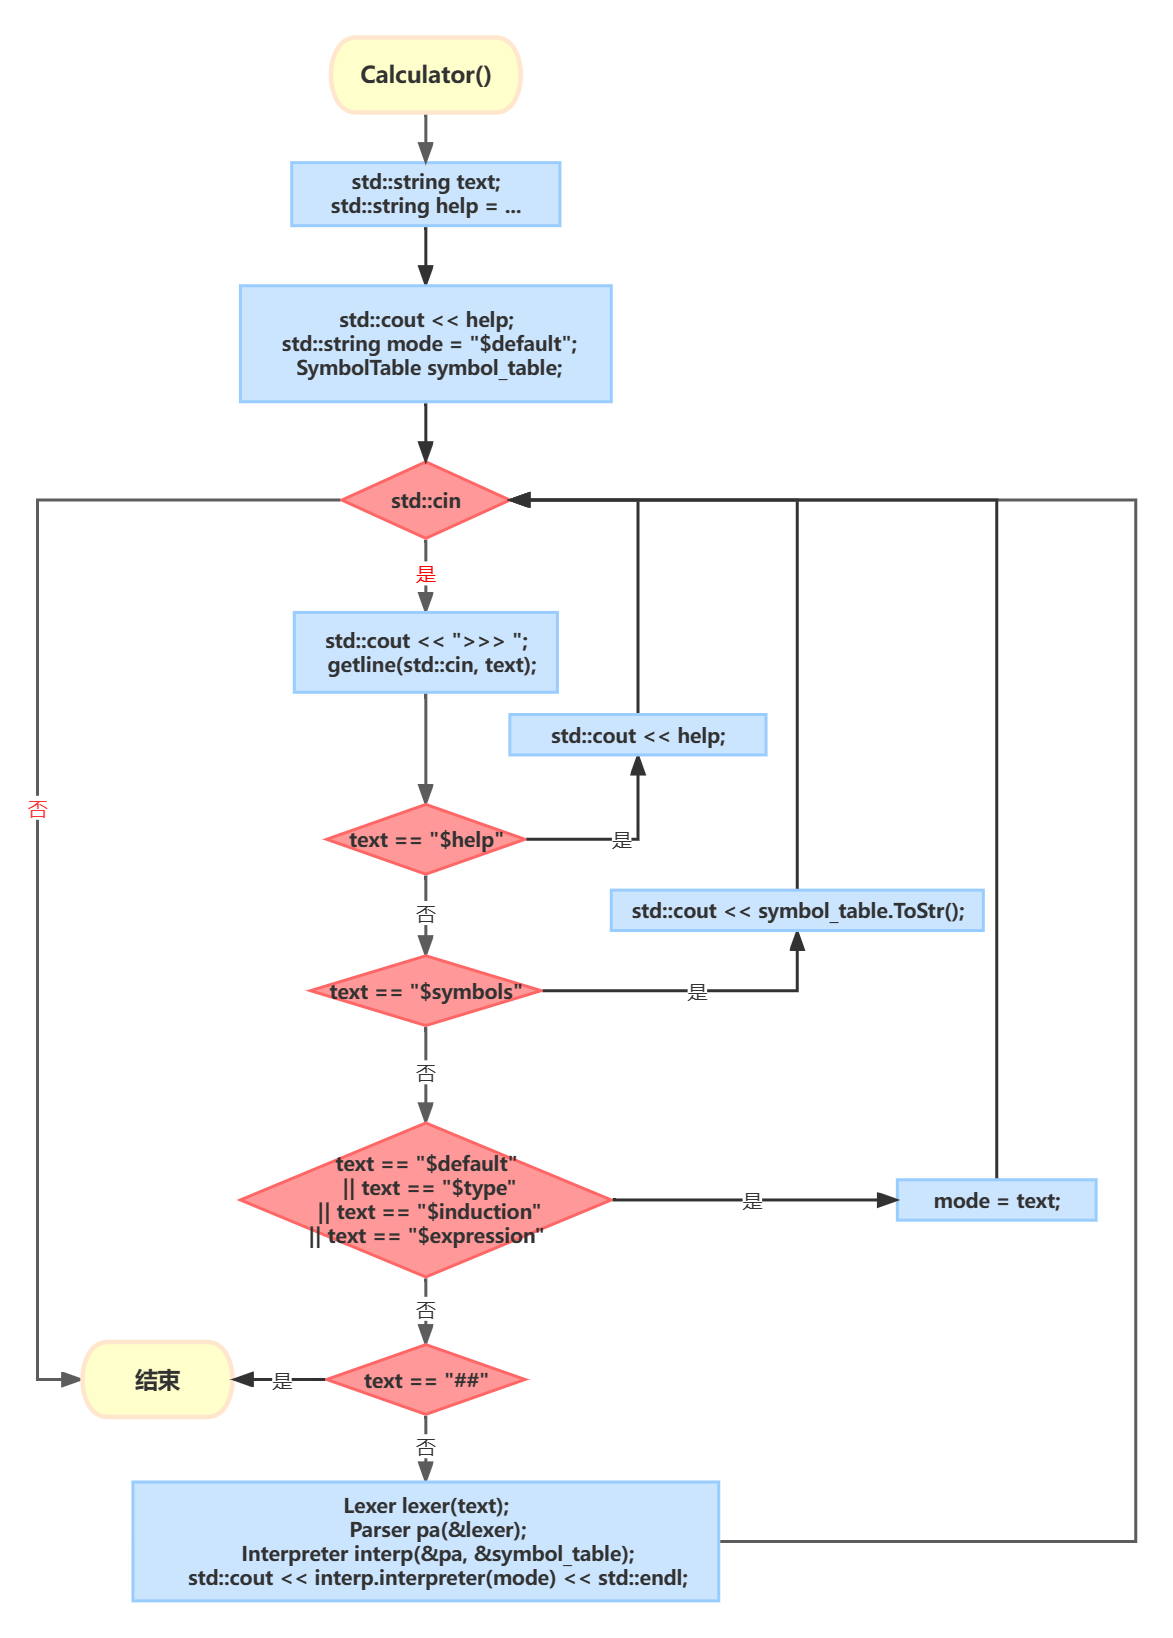 Calculator()
std::string text;
std::string help = ...
std::cout << help;
std::string mode = "$default";
SymbolTable symbol_table;
std::cin
是
std::cout << ">>> ";
getline(std::cin, text);
std::cout << help;
否
text == "$help"
是
否
std::cout << symbol_table.ToStr();
text == "$symbols"
是
否
text == "$default"
|| text == "$type"
|| text == "$induction"
|| text == "$expression"
是
mode = text;
否
结束
是
text == "##"
否
Lexer lexer(text);
Parser pa(&lexer);
Interpreter interp(&pa, &symbol_table);
std::cout << interp.interpreter(mode) << std::endl;